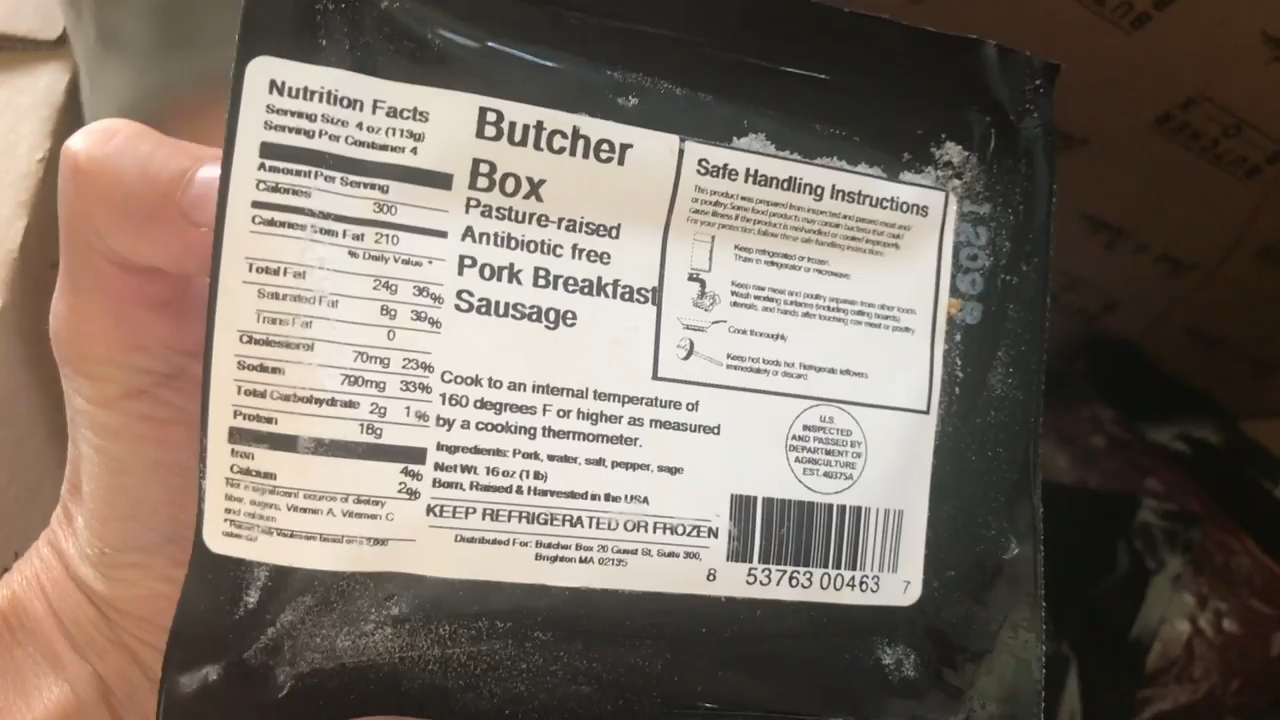 Nutrition Facts
Serving Size 4 oz (113g)
Serving Per Container 4
Amount Per Serving
Calories
300
Calories from Fat 210
% Daily Value *
Total Fat
24g 36%
Saturated Fat
8g 39%
Trans Fat
0
Cholesterol
70mg 23%
Sodium
790mg 33%
Total Carbohydrate 2g 1%
Protein
18g
Iron
4%
Calcium
2%
Not a significant source of dietary
fiber, sugars, Vitamin A, Vitamen C
and calcium
Butcher
Box
Pasture-raised
Antibiotic free
Pork Breakfast
Sausage
Cook to an internal temperature of
160 degrees F or higher as measured
by a cooking thermometer.
Ingredients: Pork, water, salt, pepper, sage
Net Wt. 16 oz (1 lb)
Born, Raised & Harvested in the USA
KEEP REFRIGERATED OR FROZEN
Distributed For: Butcher Box 20 Guest St, Suite 300,
Brighton MA 02135
Safe Handling Instructions
This product was prepared from inspected and passed meat and/
or poultry. Some food products may contain bacteria that could
cause illness if the product is mishandled or cooked improperly.
For your protection, follow these safe handling instructions.
Keep refrigerated or frozen.
Thaw in refrigerator or microwave.
Keep raw meat and poultry separate from other foods.
Wash working surfaces (including cutting boards),
utensils, and hands after touching raw meat or poultry.
Cook thoroughly.
Keep hot foods hot. Refrigerate leftovers
immediately or discard.
U.S.
INSPECTED
AND PASSED BY
DEPARTMENT OF
AGRICULTURE
EST. 40375A
8 53763 00463 7
BUTCHER